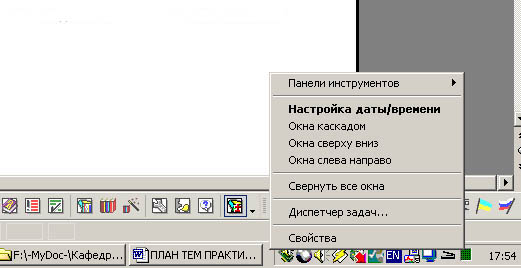 Панели инструментов
Настройка даты/времени
Окна каскадом
Окна сверху вниз
Окна слева направо
Свернуть все окна
Диспетчер задач...
Свойства
F:\-MyDoc-\Кафедр...
ПЛАН ТЕМ ПРАКТИ...
EN
17:54